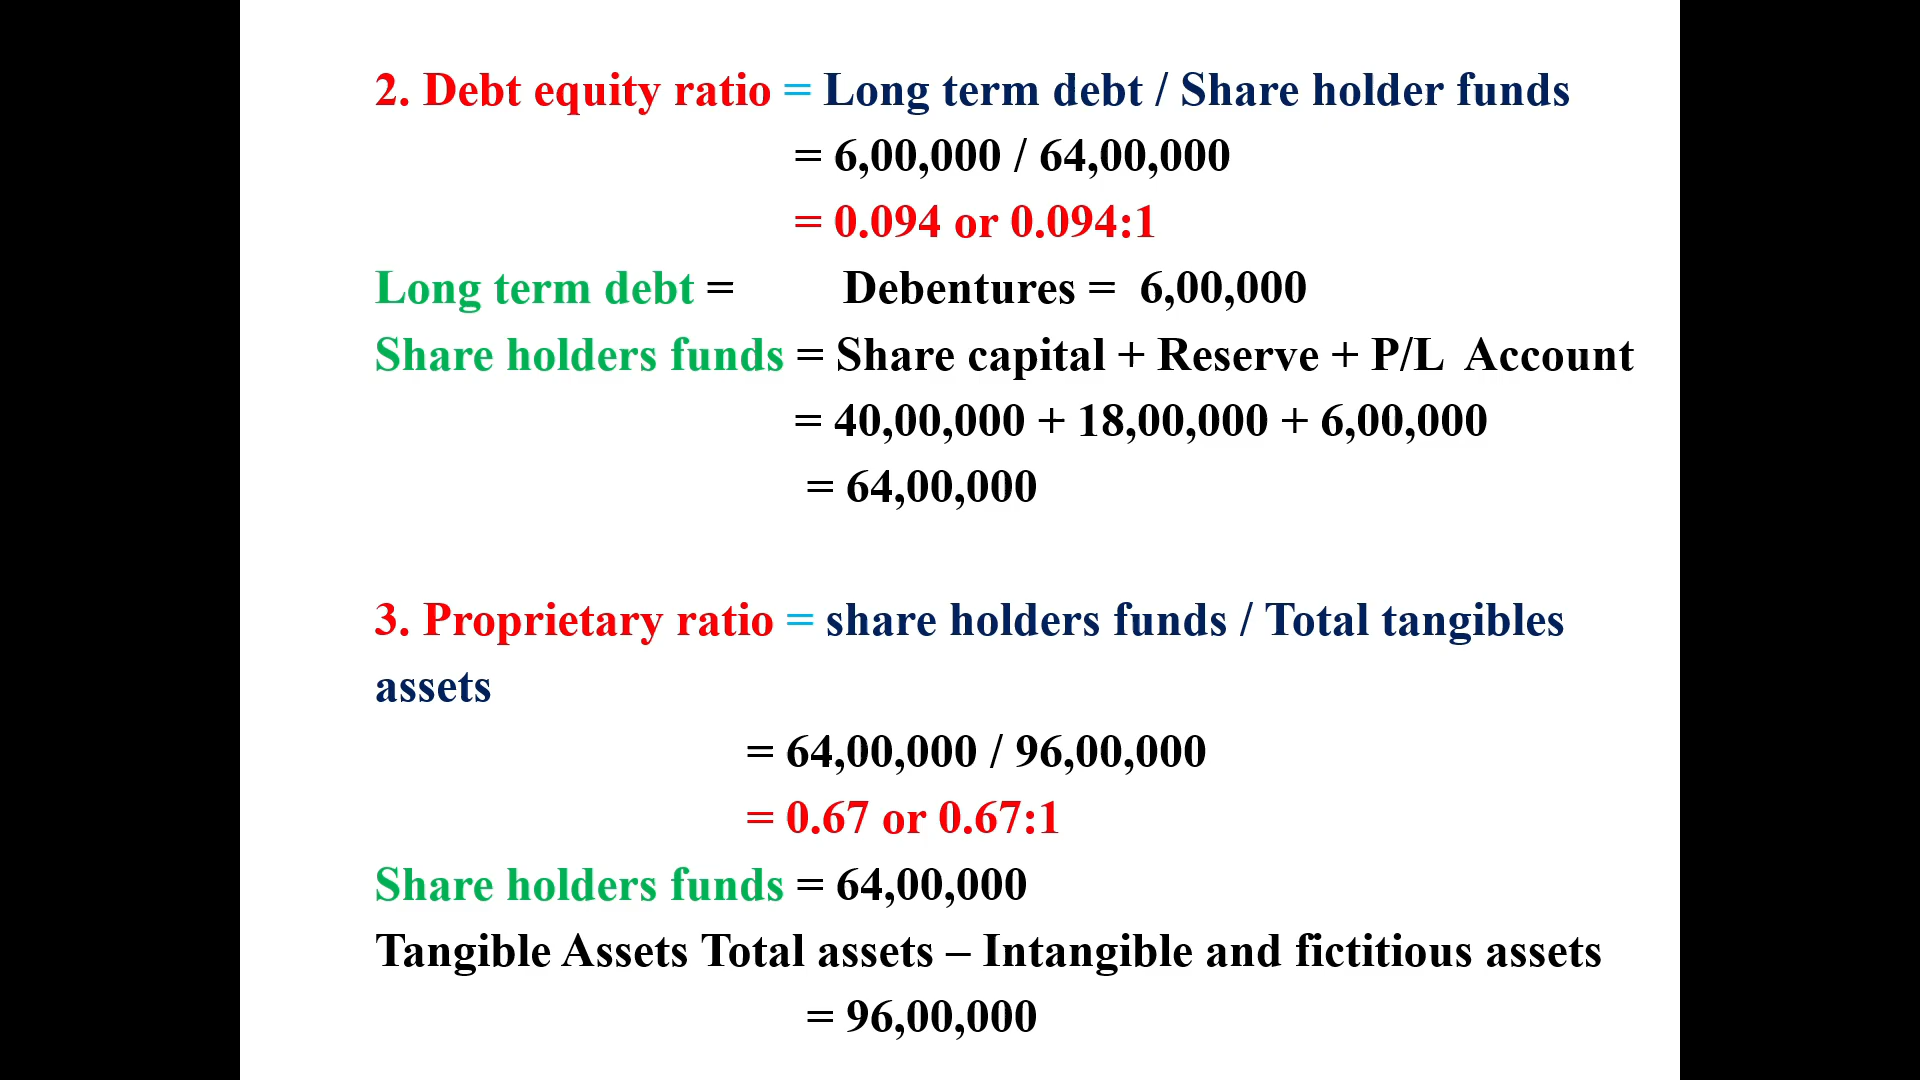 2. Debt equity ratio = Long term debt / Share holder funds
= 6,00,000 / 64,00,000
= 0.094 or 0.094:1
Long term debt = Debentures = 6,00,000
Share holders funds = Share capital + Reserve + P/L Account
= 40,00,000 + 18,00,000 + 6,00,000
= 64,00,000
3. Proprietary ratio = share holders funds / Total tangibles
assets
= 64,00,000 / 96,00,000
= 0.67 or 0.67:1
Share holders funds = 64,00,000
Tangible Assets Total assets – Intangible and fictitious assets
= 96,00,000